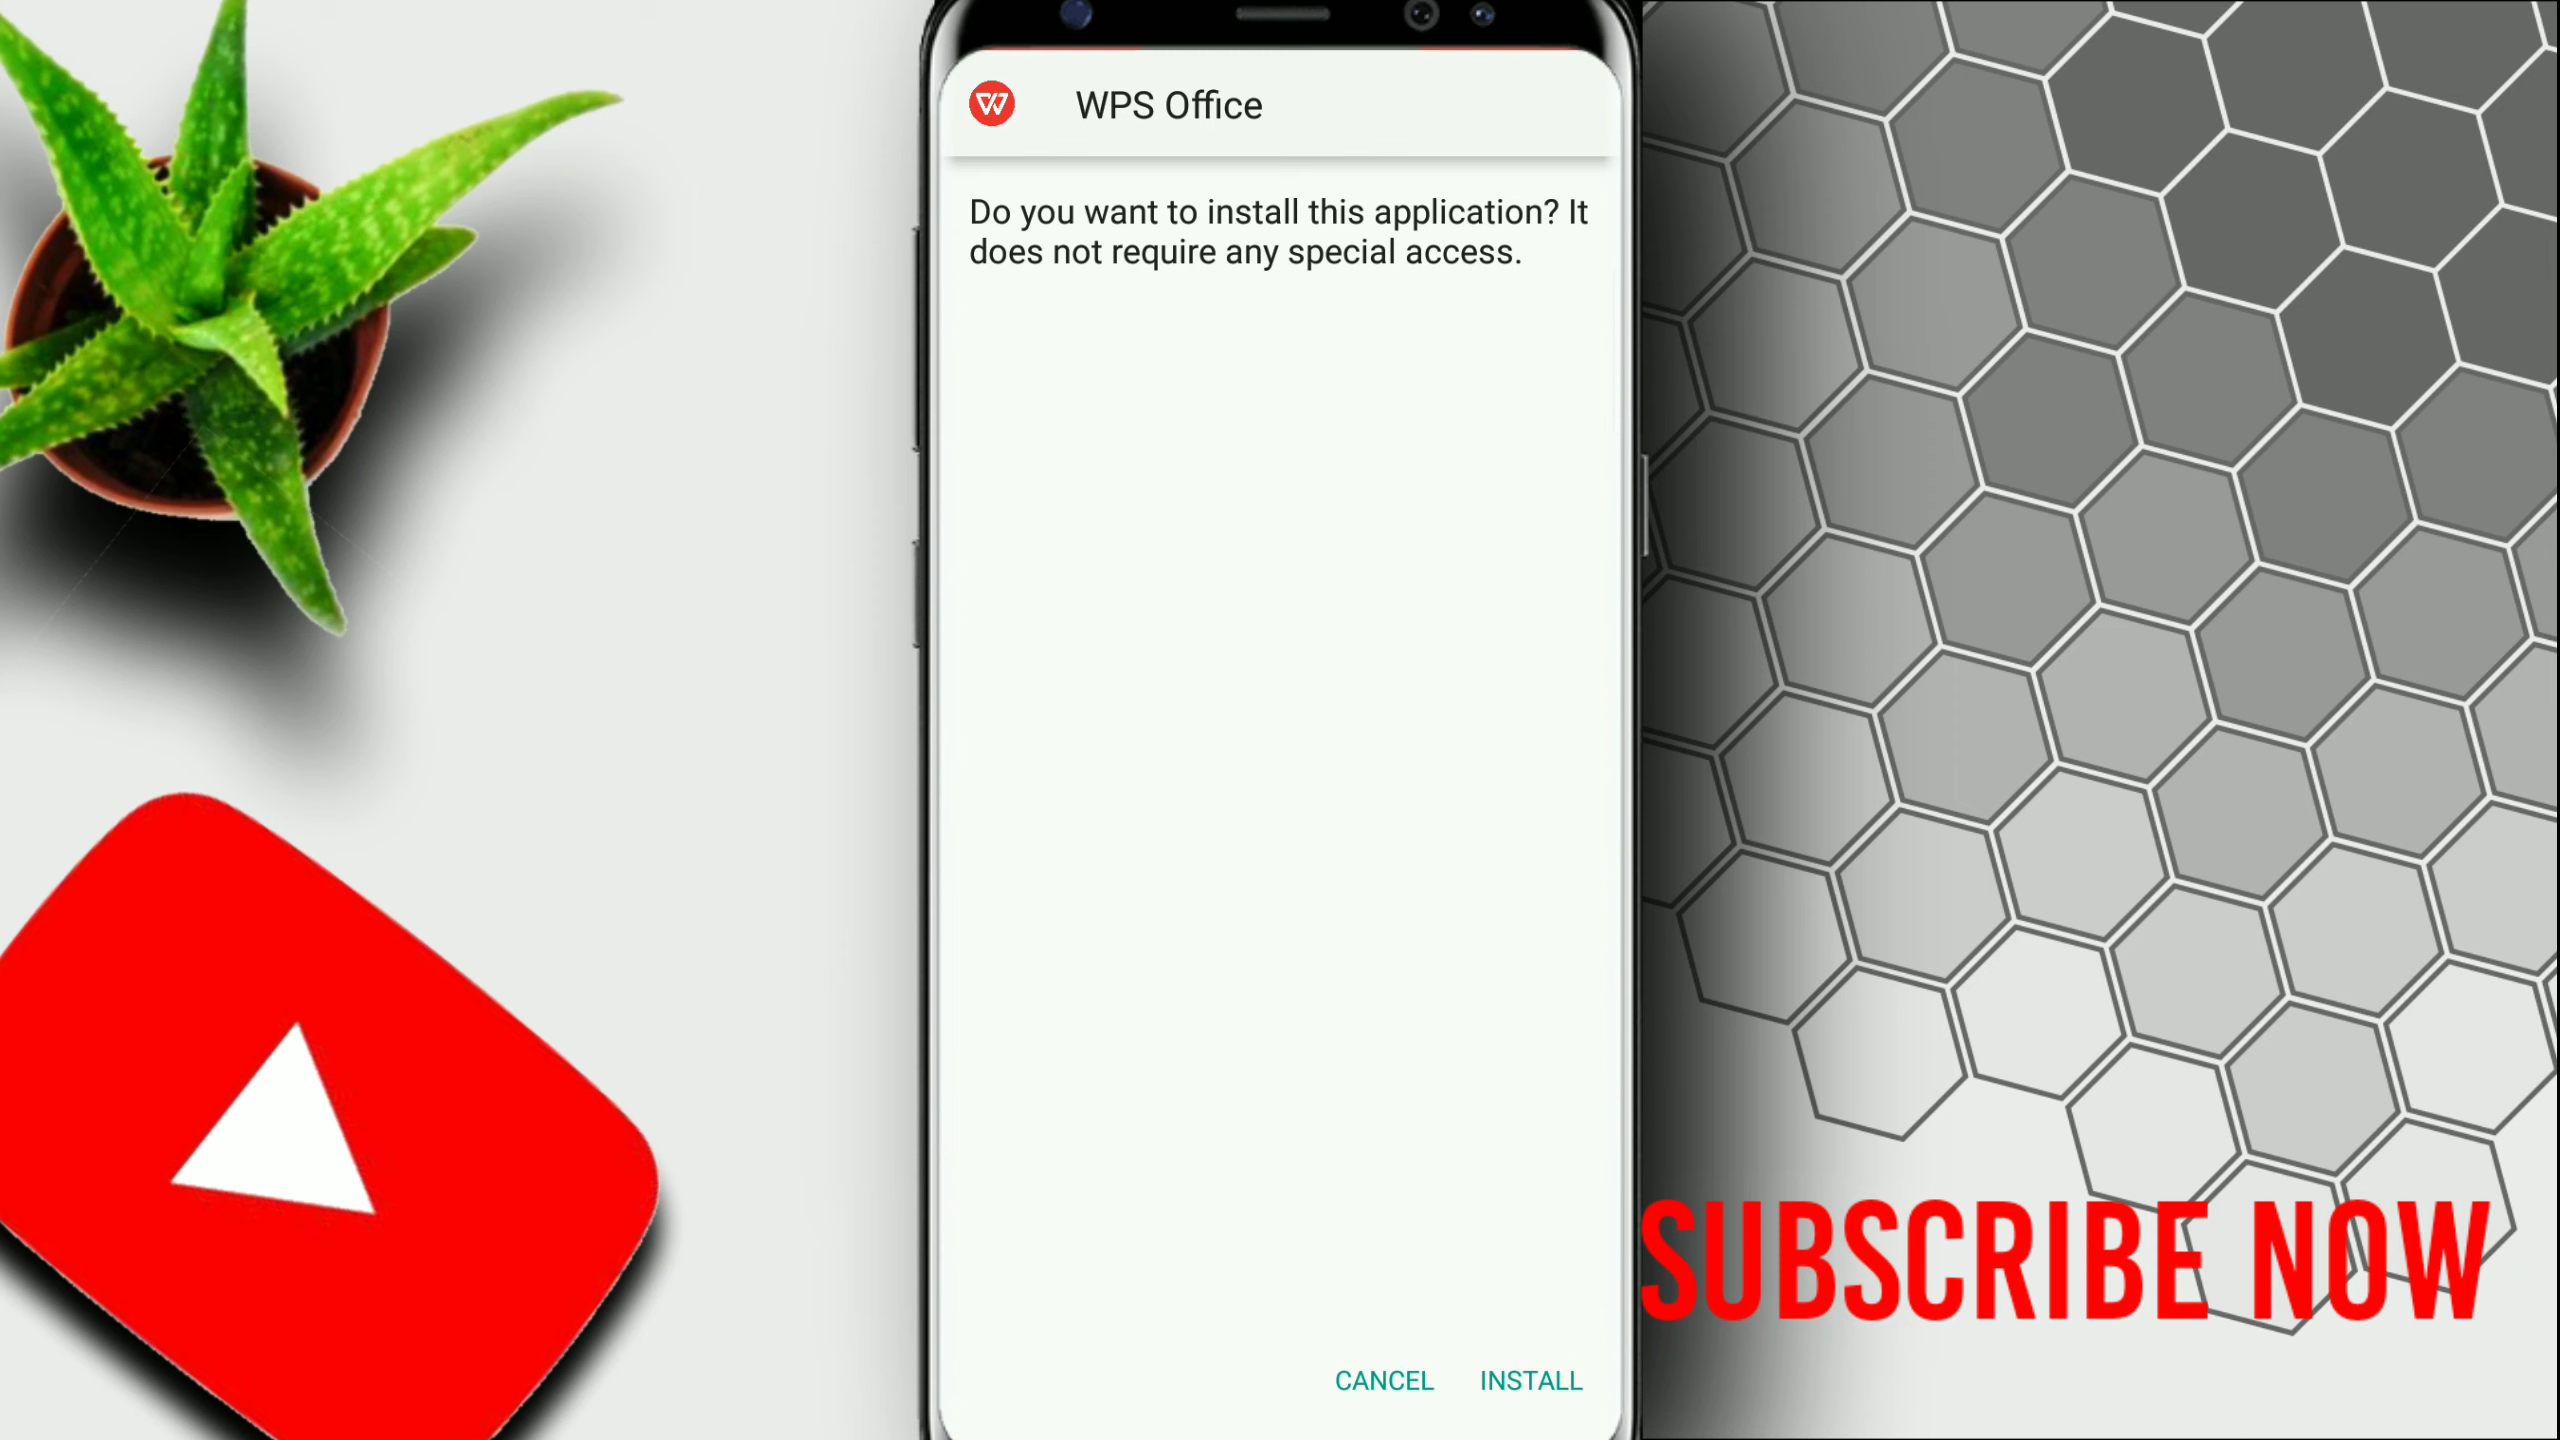 WPS Office
Do you want to install this application? It
does not require any special access.
CANCEL INSTALL
SUBSCRIBE NOW